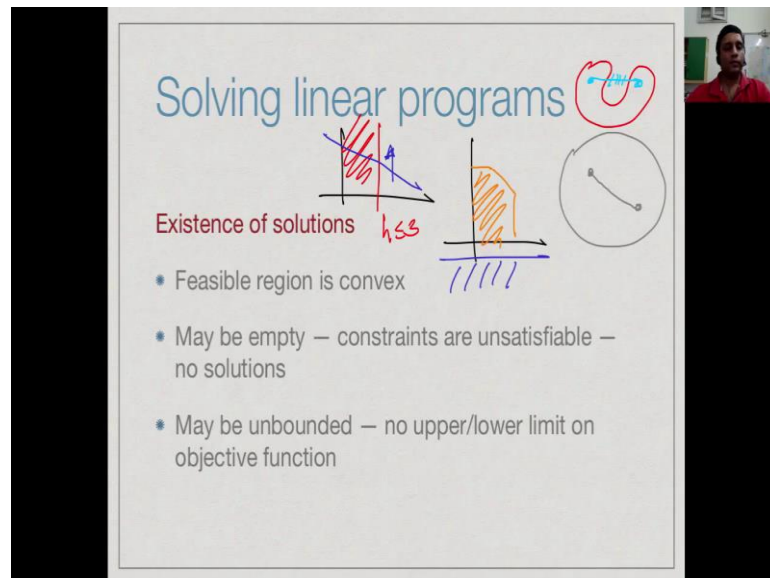 Solving linear programs
h≤3
Existence of solutions
Feasible region is convex
May be empty — constraints are unsatisfiable —
no solutions
May be unbounded — no upper/lower limit on
objective function